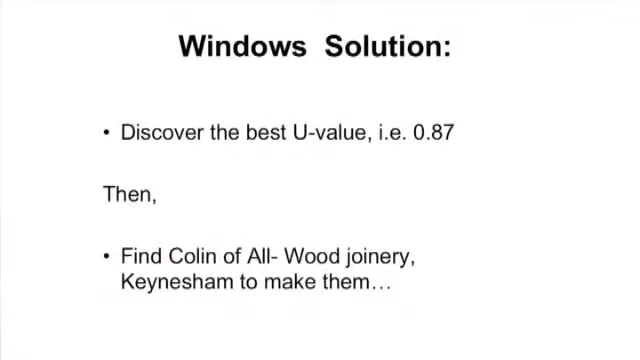 Windows Solution:
• Discover the best U-value, i.e. 0.87
Then,
• Find Colin of All- Wood joinery,
Keynesham to make them…